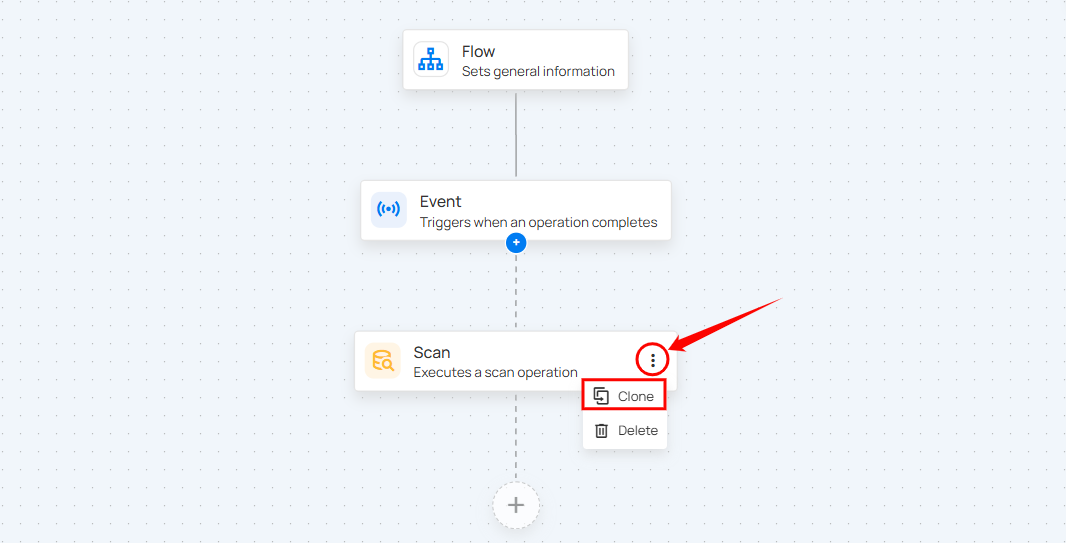 Flow
Sets general information
Event
Triggers when an operation completes
Scan
Executes a scan operation
Clone
Delete